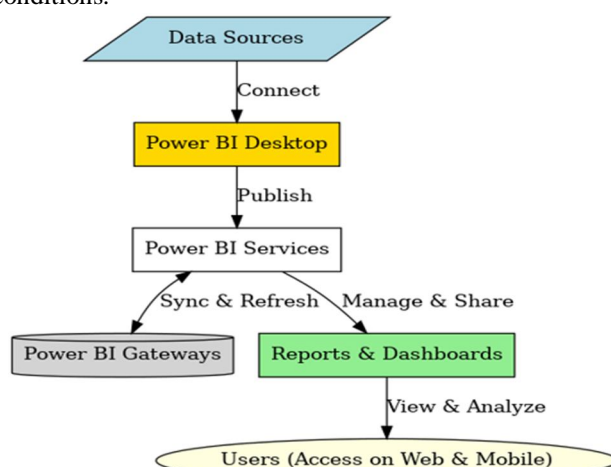 conditions.
Data Sources
Connect
Power BI Desktop
Publish
Power BI Services
Sync & Refresh
Manage & Share
Power BI Gateways
Reports & Dashboards
View & Analyze
Users (Access on Web & Mobile)